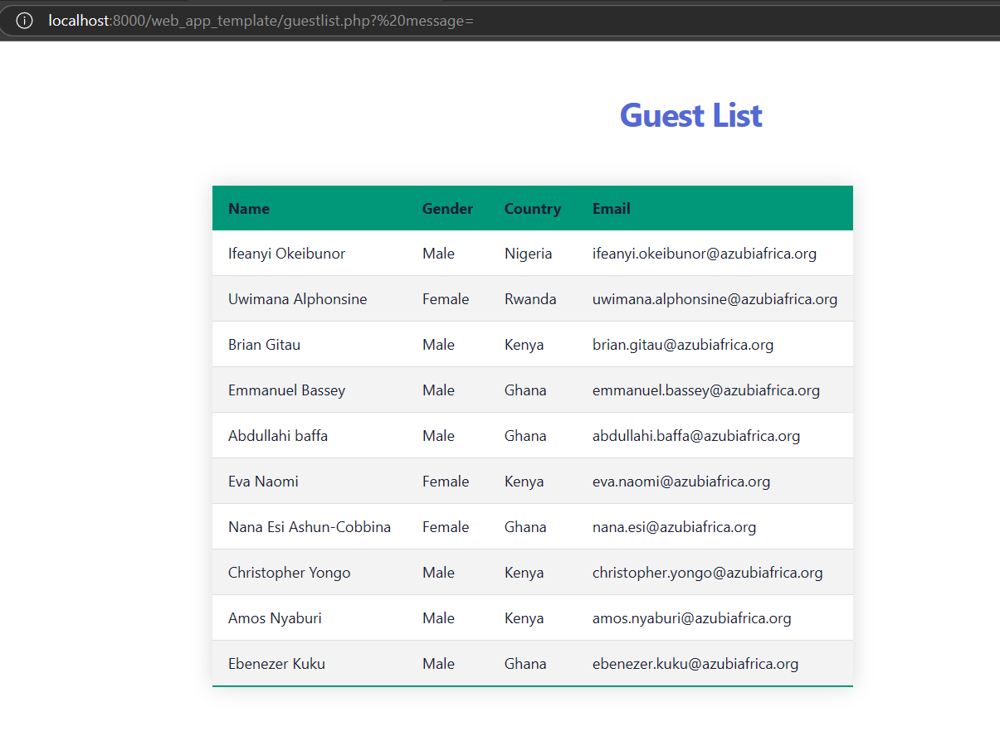 localhost:8000/web_app_template/guestlist.php?%20message=
Guest List
Name Gender Country Email
Ifeanyi Okeibunor Male Nigeria ifeanyi.okeibunor@azubiafrica.org
Uwimana Alphonsine Female Rwanda uwimana.alphonsine@azubiafrica.org
Brian Gitau Male Kenya brian.gitau@azubiafrica.org
Emmanuel Bassey Male Ghana emmanuel.bassey@azubiafrica.org
Abdullahi baffa Male Ghana abdullahi.baffa@azubiafrica.org
Eva Naomi Female Kenya eva.naomi@azubiafrica.org
Nana Esi Ashun-Cobbina Female Ghana nana.esi@azubiafrica.org
Christopher Yongo Male Kenya christopher.yongo@azubiafrica.org
Amos Nyaburi Male Kenya amos.nyaburi@azubiafrica.org
Ebenezer Kuku Male Ghana ebenezer.kuku@azubiafrica.org